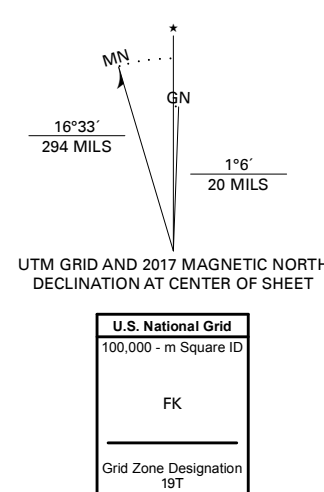 ★
MN
GN
16°33´
294 MILS
1°6´
20 MILS
UTM GRID AND 2017 MAGNETIC NORTH
DECLINATION AT CENTER OF SHEET
U.S. National Grid
100,000 - m Square ID
FK
Grid Zone Designation
19T